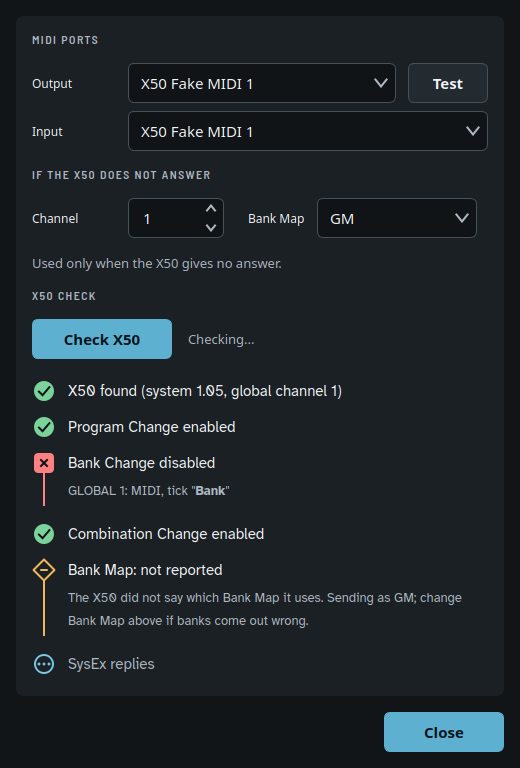 MIDI PORTS
Output
X50 Fake MIDI 1
Test
Input
X50 Fake MIDI 1
IF THE X50 DOES NOT ANSWER
Channel
1
Bank Map
GM
Used only when the X50 gives no answer.
X50 CHECK
Check X50
Checking...
X50 found (system 1.05, global channel 1)
Program Change enabled
Bank Change disabled
GLOBAL 1: MIDI, tick "Bank"
Combination Change enabled
Bank Map: not reported
The X50 did not say which Bank Map it uses. Sending as GM; change
Bank Map above if banks come out wrong.
SysEx replies
Close